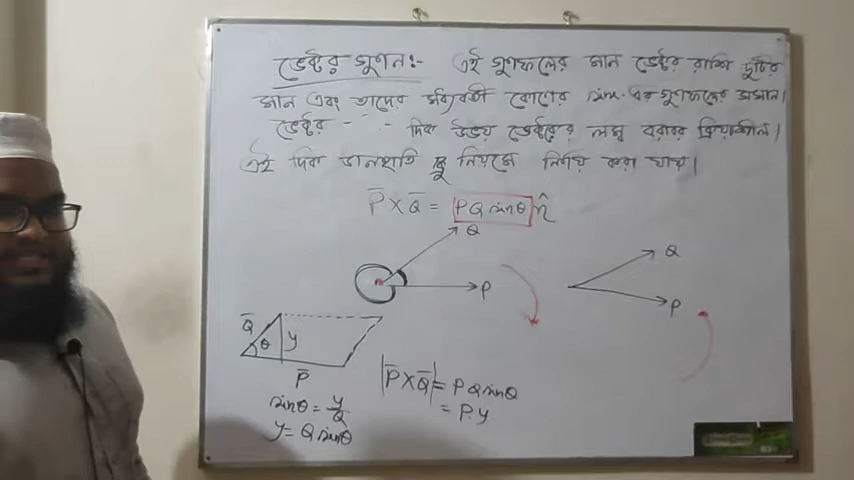 ভেক্টর গুণন:- এই গুণফলের মান ভেক্টর রাশি দুটির
মান এবং তাদের মধ্যবর্তী কোণের sin-এর গুণফলের সমান।
ভেক্টর - - - দিক উভয় ভেক্টরের লম্ব বরাবর ক্রিয়াশীল।
এই দিক ডানহাতি স্ক্রু নিয়মে নির্ণয় করা যায়।
P̄ × Q̄ = PQ sinθ n̂
Q
P
Q
P
Q̄
θ
y
P̄
sinθ = y/Q
y = Q sinθ
|P̄ × Q̄| = PQ sinθ
= P.y